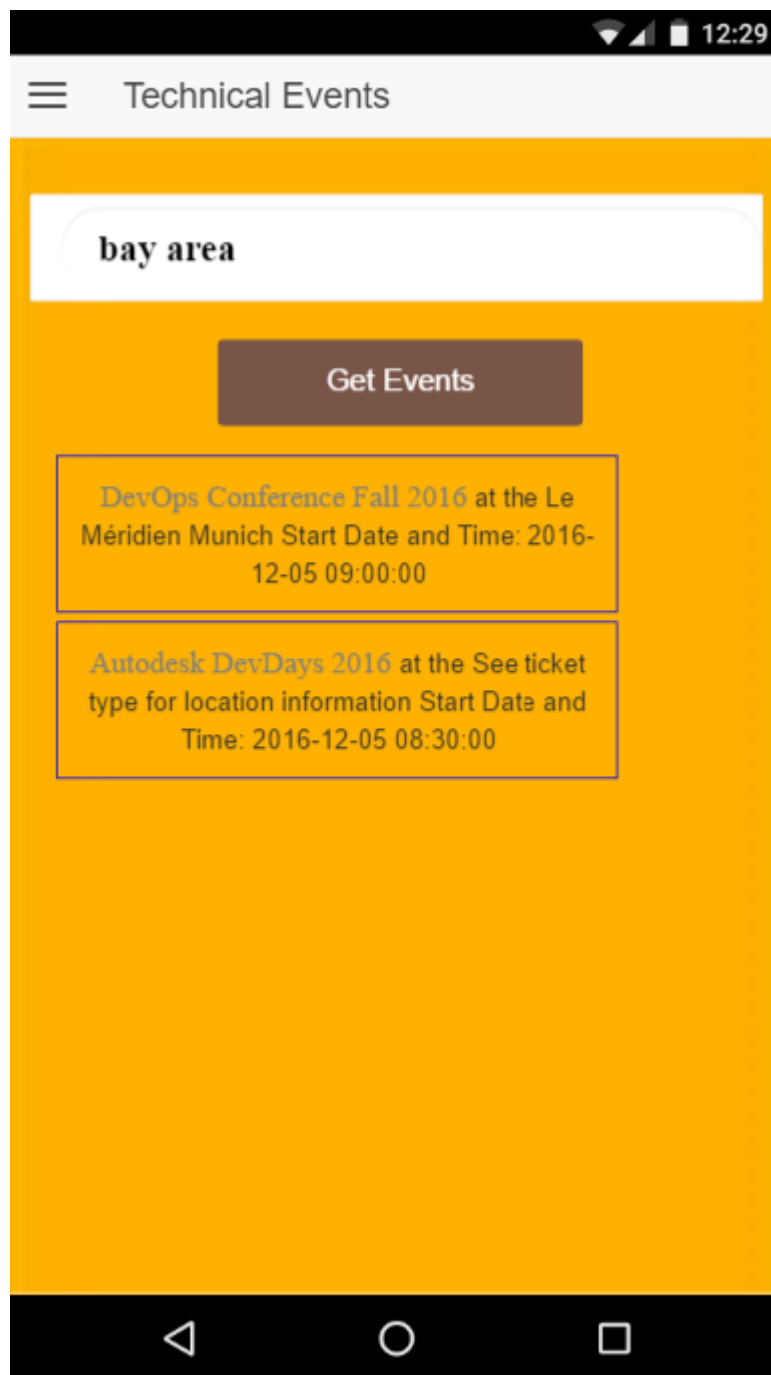 12:29
Technical Events
bay area
Get Events
DevOps Conference Fall 2016 at the Le
Méridien Munich Start Date and Time: 2016-
12-05 09:00:00
Autodesk DevDays 2016 at the See ticket
type for location information Start Date and
Time: 2016-12-05 08:30:00